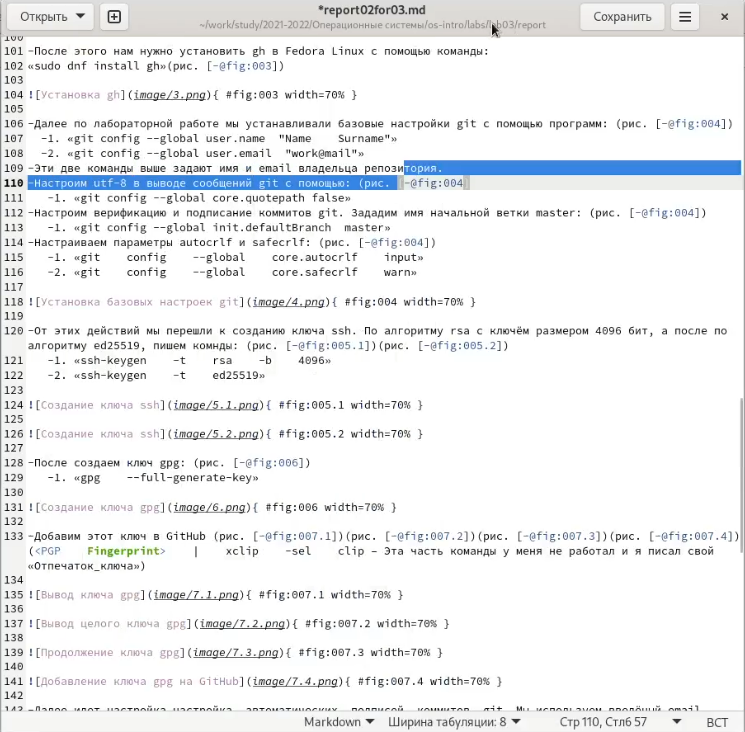 Открыть
*report02for03.md
~/work/study/2021-2022/Операционные системы/os-intro/labs/lab03/report
Сохранить
100
101 -После этого нам нужно установить gh в Fedora Linux с помощью команды:
102 «sudo dnf install gh»(рис. [-@fig:003])
103
104 ![Установка gh](image/3.png){ #fig:003 width=70% }
105
106 -Далее по лабораторной работе мы устанавливали базовые настройки git с помощью программ: (рис. [-@fig:004])
107 -1. «git config --global user.name "Name Surname"»
108 -2. «git config --global user.email "work@mail"»
109 -Эти две команды выше задают имя и email владельца репозитория.
110 -Настроим utf-8 в выводе сообщений git с помощью: (рис. [-@fig:004]
111 -1. «git config --global core.quotepath false»
112 -Настроим верификацию и подписание коммитов git. Зададим имя начальной ветки master: (рис. [-@fig:004])
113 -1. «git config --global init.defaultBranch master»
114 -Настраиваем параметры autocrlf и safecrlf: (рис. [-@fig:004])
115 -1. «git config --global core.autocrlf input»
116 -2. «git config --global core.safecrlf warn»
117
118 ![Установка базовых настроек git](image/4.png){ #fig:004 width=70% }
119
120 -От этих действий мы перешли к созданию ключа ssh. По алгоритму rsa с ключём размером 4096 бит, а после по
алгоритму ed25519, пишем комнды: (рис. [-@fig:005.1])(рис. [-@fig:005.2])
121 -1. «ssh-keygen -t rsa -b 4096»
122 -2. «ssh-keygen -t ed25519»
123
124 ![Создание ключа ssh](image/5.1.png){ #fig:005.1 width=70% }
125
126 ![Создание ключа ssh](image/5.2.png){ #fig:005.2 width=70% }
127
128 -После создаем ключ gpg: (рис. [-@fig:006])
129 -1. «gpg --full-generate-key»
130
131 ![Создание ключа gpg](image/6.png){ #fig:006 width=70% }
132
133 -Добавим этот ключ в GitHub (рис. [-@fig:007.1])(рис. [-@fig:007.2])(рис. [-@fig:007.3])(рис. [-@fig:007.4])
(<PGP Fingerprint> | xclip -sel clip – Эта часть команды у меня не работал и я писал свой
«Отпечаток_ключа»)
134
135 ![Вывод ключа gpg](image/7.1.png){ #fig:007.1 width=70% }
136
137 ![Вывод целого ключа gpg](image/7.2.png){ #fig:007.2 width=70% }
138
139 ![Продолжение ключа gpg](image/7.3.png){ #fig:007.3 width=70% }
140
141 ![Добавление ключа gpg на GitHub](image/7.4.png){ #fig:007.4 width=70% }
142
143 -Далее идет настройка настройка автоматических подписей коммитов git. Мы используем введёный email
Markdown Ширина табуляции: 8 Стр 110, Стлб 57 ВСТ